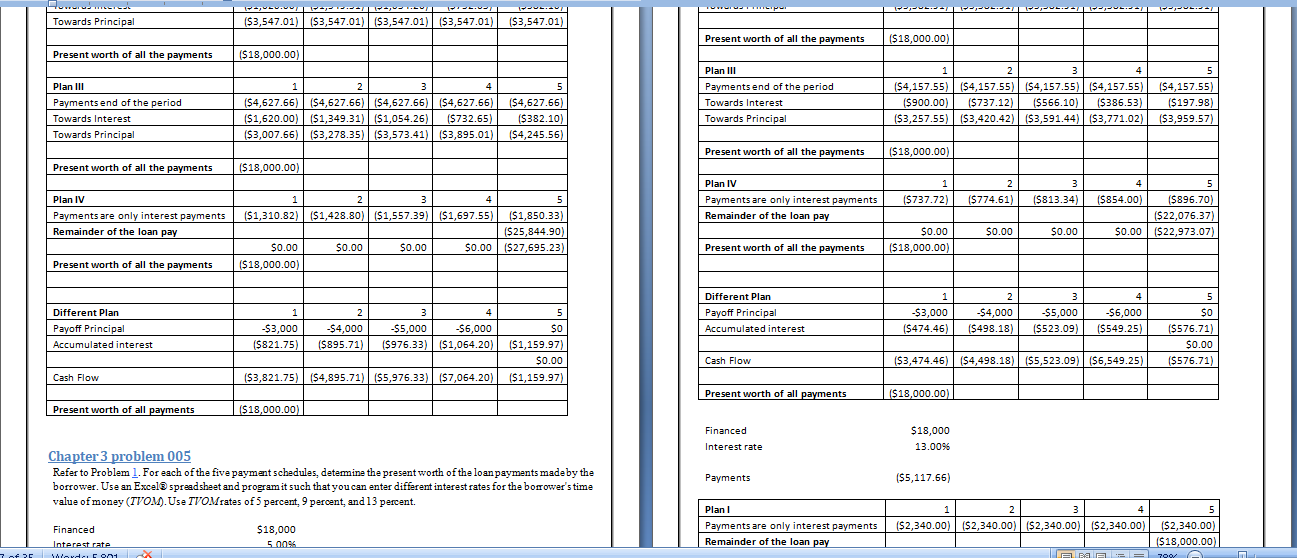 Towards Principal ($3,547.01) ($3,547.01) ($3,547.01) ($3,547.01) ($3,547.01)
Present worth of all the payments ($18,000.00)
Plan III 1 2 3 4 5
Payments end of the period ($4,627.66) ($4,627.66) ($4,627.66) ($4,627.66) ($4,627.66)
Towards Interest ($1,620.00) ($1,349.31) ($1,054.26) ($732.65) ($382.10)
Towards Principal ($3,007.66) ($3,278.35) ($3,573.41) ($3,895.01) ($4,245.56)
Present worth of all the payments ($18,000.00)
Plan IV 1 2 3 4 5
Payments are only interest payments ($1,310.82) ($1,428.80) ($1,557.39) ($1,697.55) ($1,850.33)
Remainder of the loan pay ($25,844.90)
$0.00 $0.00 $0.00 $0.00 ($27,695.23)
Present worth of all the payments ($18,000.00)
Different Plan 1 2 3 4 5
Payoff Principal -$3,000 -$4,000 -$5,000 -$6,000 $0
Accumulated interest ($821.75) ($895.71) ($976.33) ($1,064.20) ($1,159.97)
$0.00
Cash Flow ($3,821.75) ($4,895.71) ($5,976.33) ($7,064.20) ($1,159.97)
Present worth of all payments ($18,000.00)
Chapter 3 problem 005
Refer to Problem 1. For each of the five payment schedules, determine the present worth of the loan payments made by the
borrower. Use an Excel® spreadsheet and program it such that you can enter different interest rates for the borrower's time
value of money (TVOM). Use TVOM rates of 5 percent, 9 percent, and 13 percent.
Financed $18,000
Interest rate 5.00%
Present worth of all the payments ($18,000.00)
Plan III 1 2 3 4 5
Payments end of the period ($4,157.55) ($4,157.55) ($4,157.55) ($4,157.55) ($4,157.55)
Towards Interest ($900.00) ($737.12) ($566.10) ($386.53) ($197.98)
Towards Principal ($3,257.55) ($3,420.42) ($3,591.44) ($3,771.02) ($3,959.57)
Present worth of all the payments ($18,000.00)
Plan IV 1 2 3 4 5
Payments are only interest payments ($737.72) ($774.61) ($813.34) ($854.00) ($896.70)
Remainder of the loan pay ($22,076.37)
$0.00 $0.00 $0.00 $0.00 ($22,973.07)
Present worth of all the payments ($18,000.00)
Different Plan 1 2 3 4 5
Payoff Principal -$3,000 -$4,000 -$5,000 -$6,000 $0
Accumulated interest ($474.46) ($498.18) ($523.09) ($549.25) ($576.71)
$0.00
Cash Flow ($3,474.46) ($4,498.18) ($5,523.09) ($6,549.25) ($576.71)
Present worth of all payments ($18,000.00)
Financed $18,000
Interest rate 13.00%
Payments ($5,117.66)
Plan I 1 2 3 4 5
Payments are only interest payments ($2,340.00) ($2,340.00) ($2,340.00) ($2,340.00) ($2,340.00)
Remainder of the loan pay ($18,000.00)